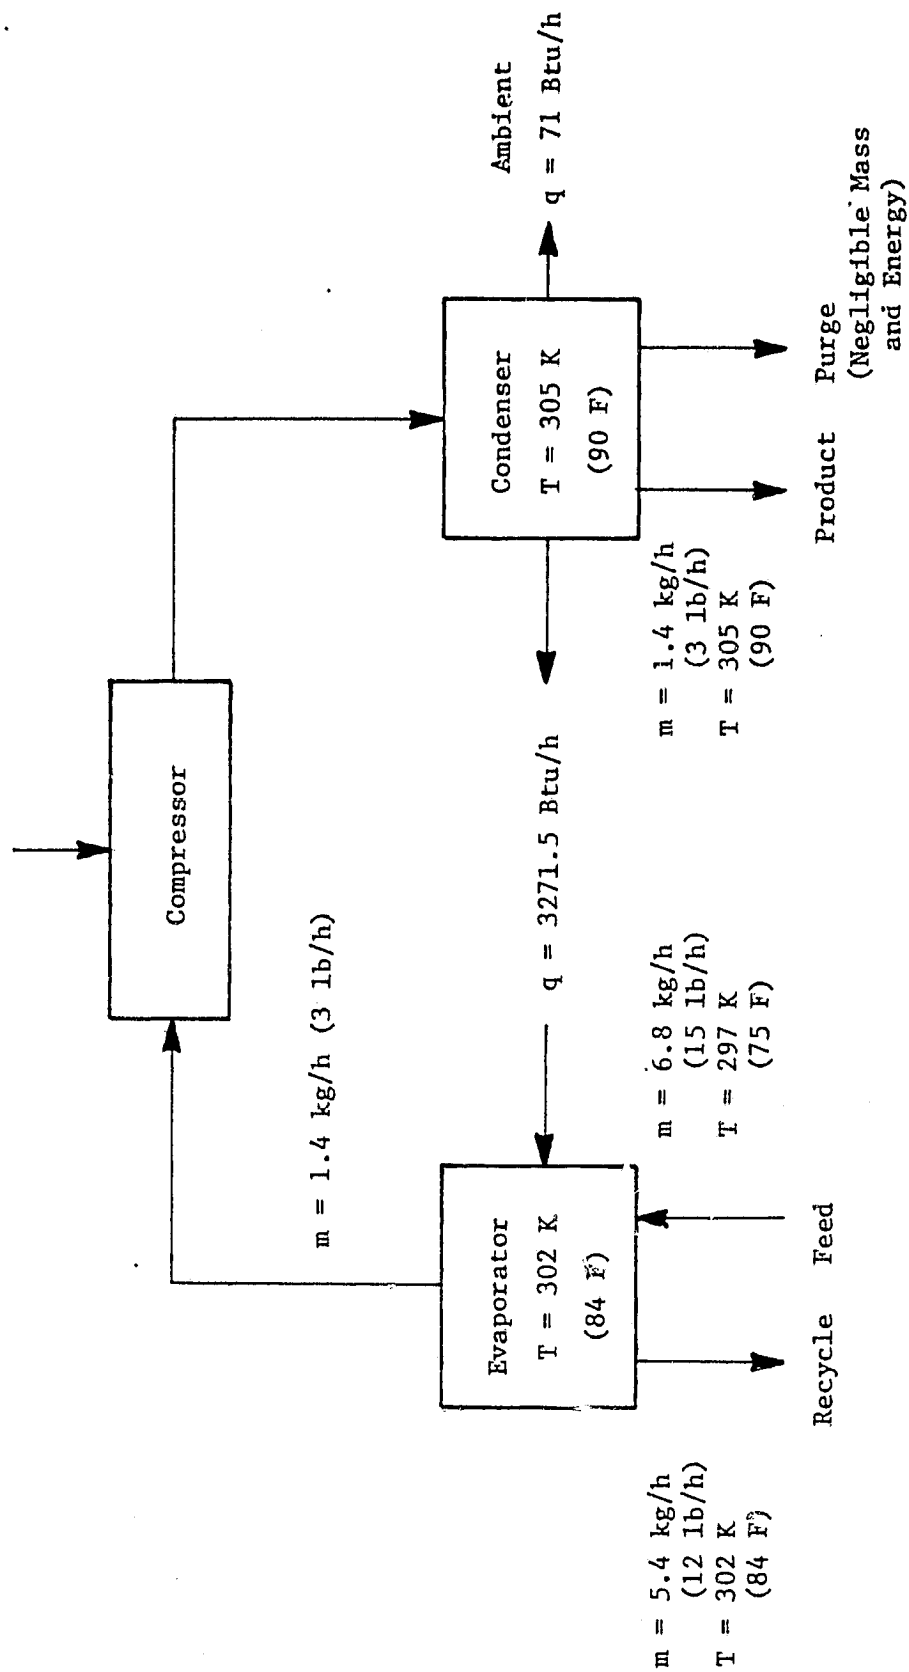 Compressor
m = 1.4 kg/h (3 lb/h)
Evaporator
T = 302 K
(84 F)
q = 3271.5 Btu/h
Condenser
T = 305 K
(90 F)
Ambient
q = 71 Btu/h
m = 5.4 kg/h
(12 lb/h)
T = 302 K
(84 F)
Recycle
Feed
m = 6.8 kg/h
(15 lb/h)
T = 297 K
(75 F)
m = 1.4 kg/h
(3 lb/h)
T = 305 K
(90 F)
Product
Purge
(Negligible Mass
and Energy)